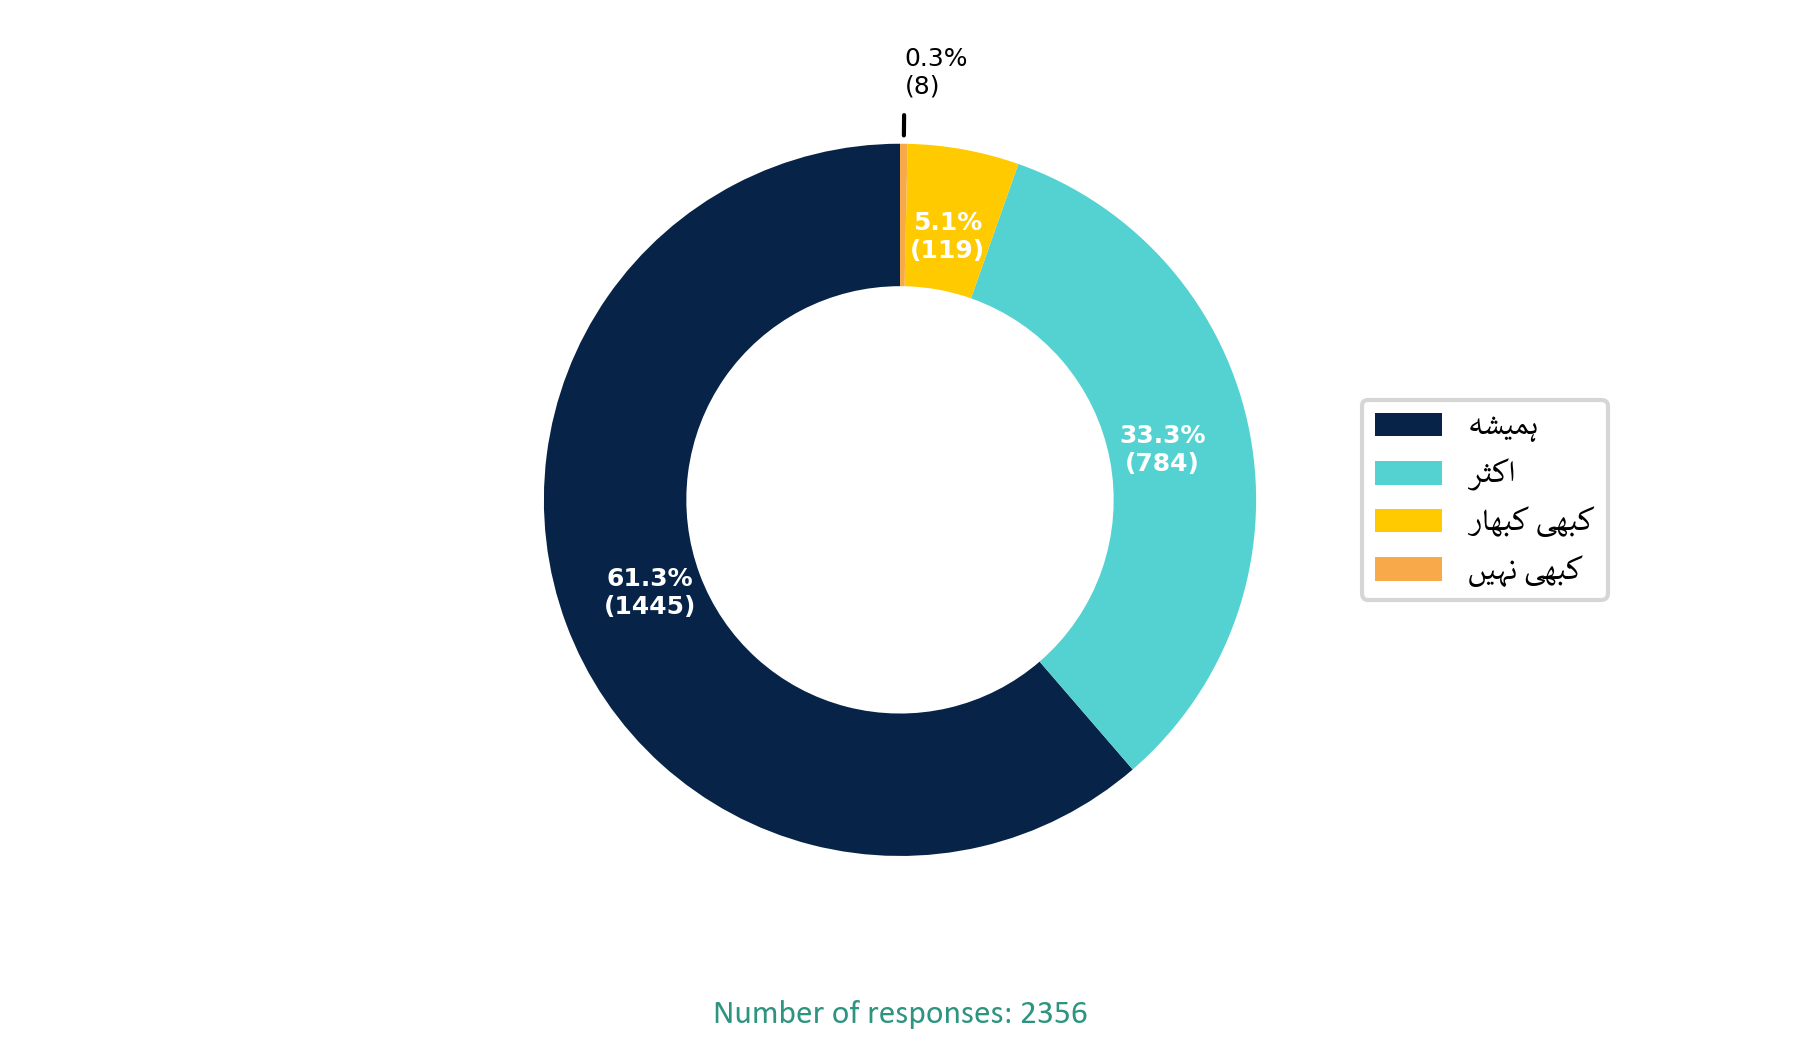 0.3%
(8)
5.1%
(119)
33.3%
(784)
61.3%
(1445)
ہمیشہ
اکثر
کبھی کبھار
کبھی نہیں
Number of responses: 2356